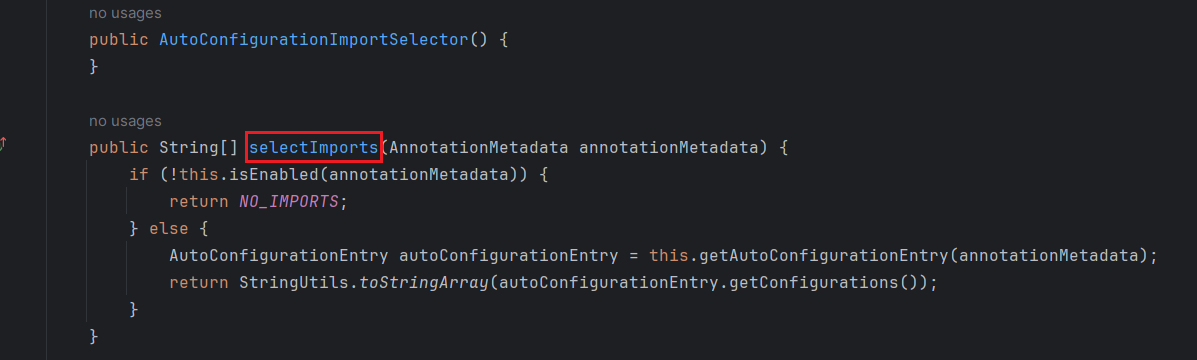 no usages
public AutoConfigurationImportSelector() {
}
no usages
public String[] selectImports(AnnotationMetadata annotationMetadata) {
if (!this.isEnabled(annotationMetadata)) {
return NO_IMPORTS;
} else {
AutoConfigurationEntry autoConfigurationEntry = this.getAutoConfigurationEntry(annotationMetadata);
return StringUtils.toStringArray(autoConfigurationEntry.getConfigurations());
}
}